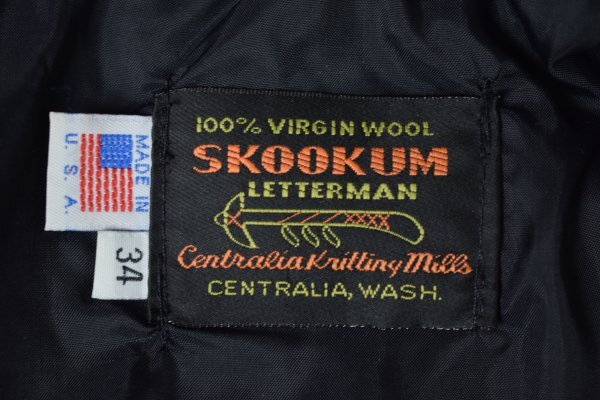 100% VIRGIN WOOL
SKOOKUM
LETTERMAN
Centralia Knitting Mills
CENTRALIA, WASH.
MADE IN
U.S.A.
34